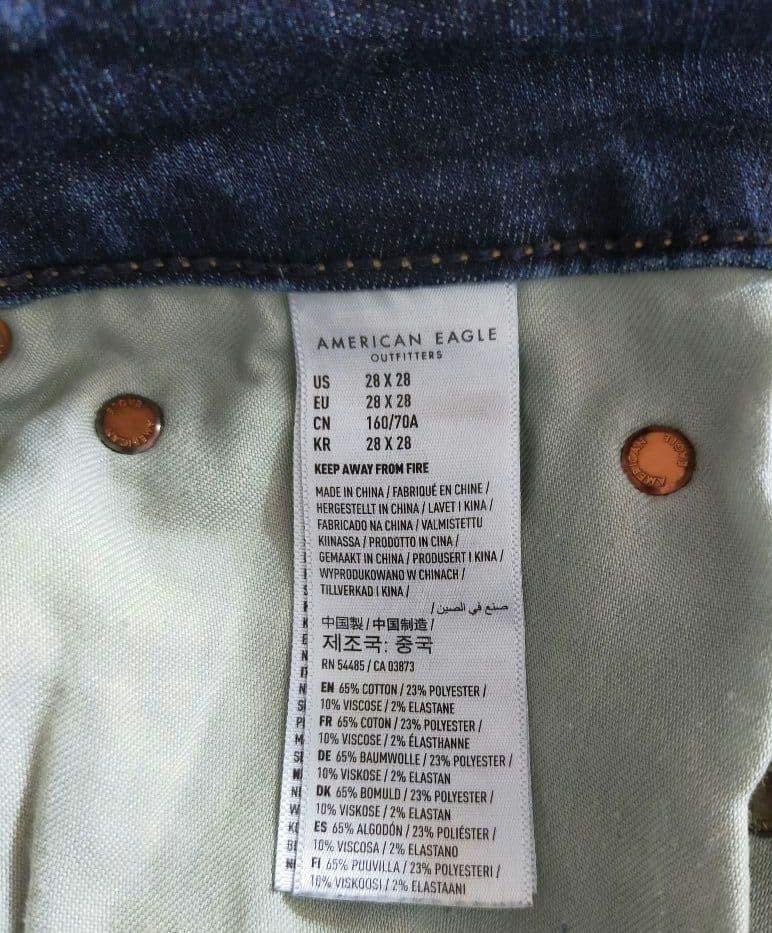 AMERICAN EAGLE
OUTFITTERS
US 28 X 28
EU 28 X 28
CN 160/70A
KR 28 X 28
KEEP AWAY FROM FIRE
MADE IN CHINA / FABRIQUÉ EN CHINE /
HERGESTELLT IN CHINA / LAVET I KINA /
FABRICADO NA CHINA / VALMISTETTU
KIINASSA / PRODOTTO IN CINA /
GEMAAKT IN CHINA / PRODUSERT I KINA /
WYPRODUKOWANO W CHINACH /
TILLVERKAD I KINA /
صنع في الصين /
中国製 / 中国制造 /
제조국: 중국
RN 54485 / CA 03873
EN 65% COTTON / 23% POLYESTER /
10% VISCOSE / 2% ELASTANE
FR 65% COTON / 23% POLYESTER /
10% VISCOSE / 2% ÉLASTHANNE
DE 65% BAUMWOLLE / 23% POLYESTER /
10% VISKOSE / 2% ELASTAN
DK 65% BOMULD / 23% POLYESTER /
10% VISKOSE / 2% ELASTAN
ES 65% ALGODÓN / 23% POLIÉSTER /
10% VISCOSA / 2% ELASTANO
FI 65% PUUVILLA / 23% POLYESTERI /
10% VISKOOSI / 2% ELASTAANI
AMERICAN EAGLE
AMERICAN EAGLE